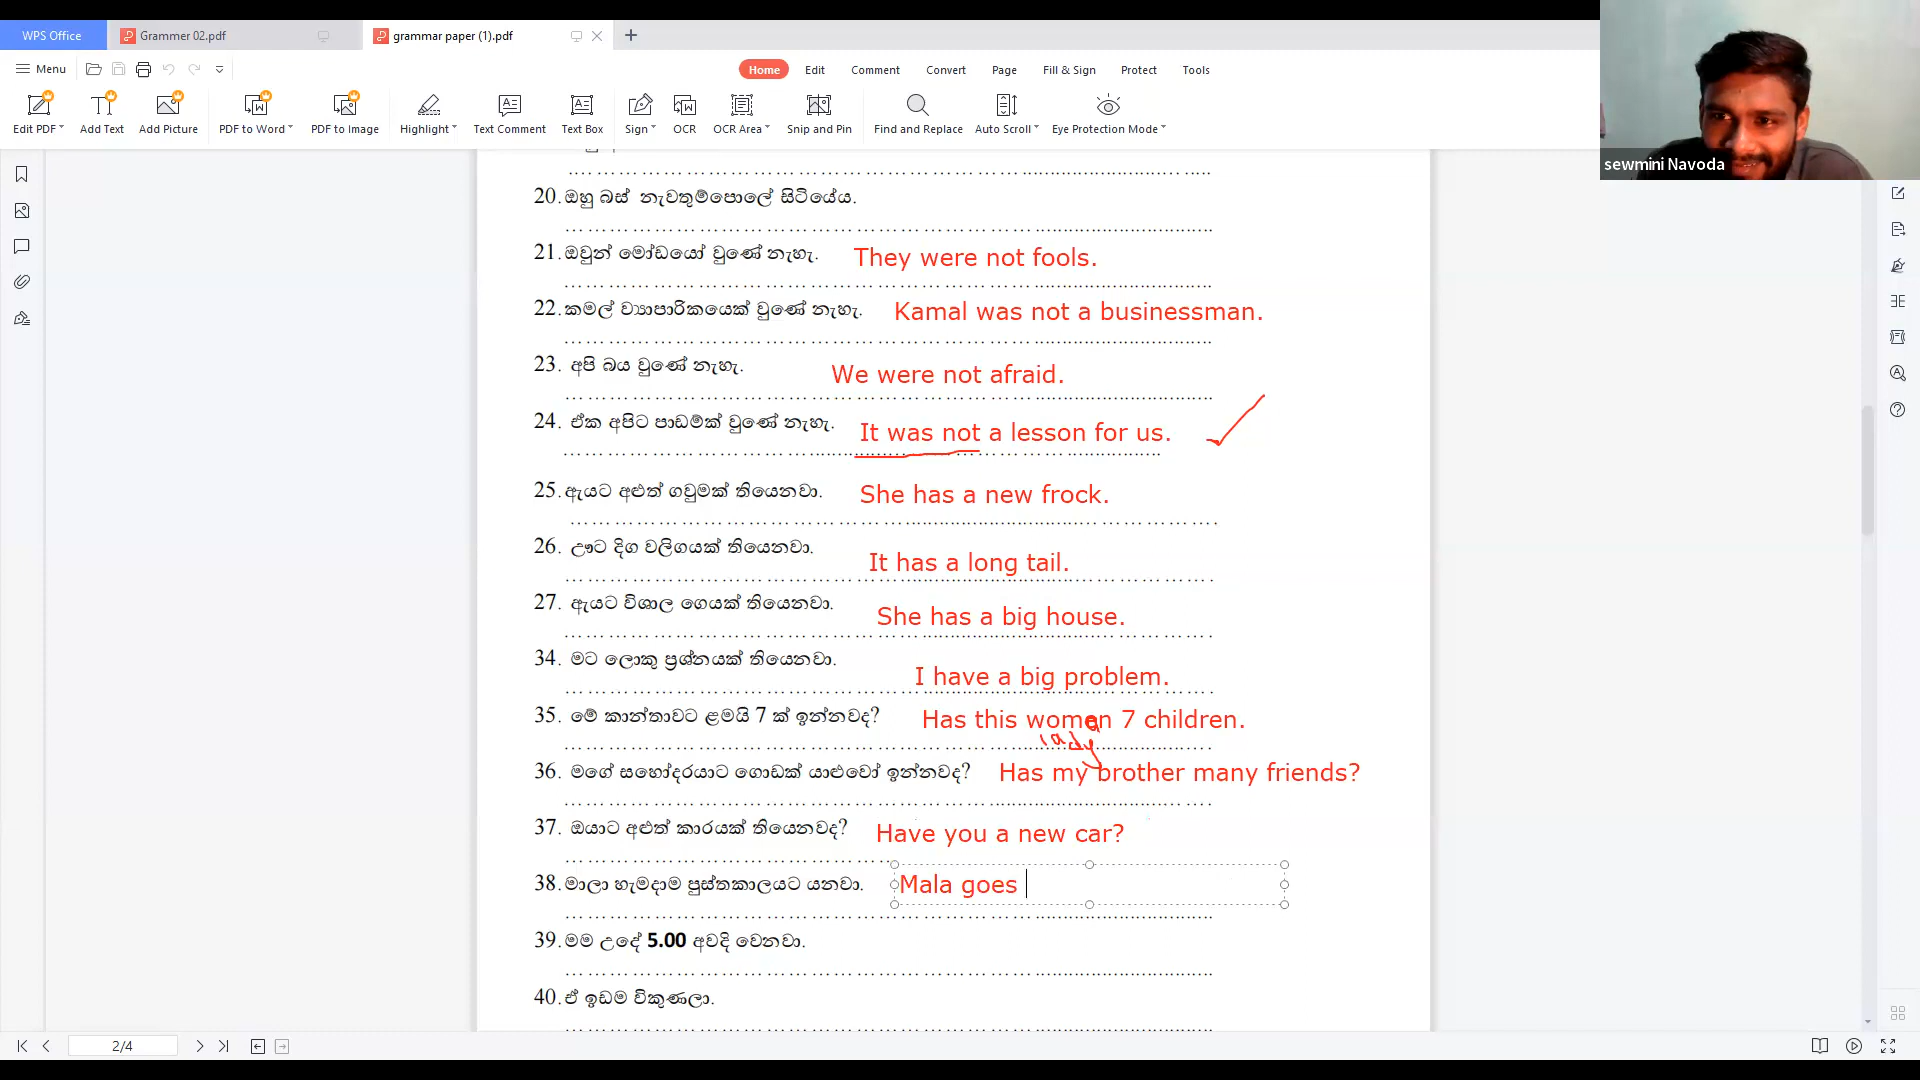 WPS Office Grammer 02.pdf grammar paper (1).pdf
Menu Home Edit Comment Convert Page Fill & Sign Protect Tools
Edit PDF Add Text Add Picture PDF to Word PDF to Image Highlight Text Comment Text Box Sign OCR OCR Area Snip and Pin Find and Replace Auto Scroll Eye Protection Mode
sewmini Navoda
20. ඔහු බස් නැවතුම්පොලේ සිටියේය.
21. ඔවුන් මෝඩයෝ වුණේ නැහැ. They were not fools.
22. කමල් ව්‍යාපාරිකයෙක් වුණේ නැහැ. Kamal was not a businessman.
23. අපි බය වුණේ නැහැ. We were not afraid.
24. ඒක අපිට පාඩමක් වුණේ නැහැ. It was not a lesson for us.
25. ඇයට අළුත් ගවුමක් තියෙනවා. She has a new frock.
26. ඌට දිග වලිගයක් තියෙනවා. It has a long tail.
27. ඇයට විශාල ගෙයක් තියෙනවා. She has a big house.
34. මට ලොකු ප්‍රශ්නයක් තියෙනවා. I have a big problem.
35. මේ කාන්තාවට ළමයි 7 ක් ඉන්නවද? Has this women 7 children.
lady
36. මගේ සහෝදරයාට ගොඩක් යාළුවෝ ඉන්නවද? Has my brother many friends?
37. ඔයාට අළුත් කාරයක් තියෙනවද? Have you a new car?
38. මාලා හැමදාම පුස්තකාලයට යනවා. Mala goes
39. මම උදේ 5.00 අවදි වෙනවා.
40. ඒ ඉඩම විකුණලා.
2/4